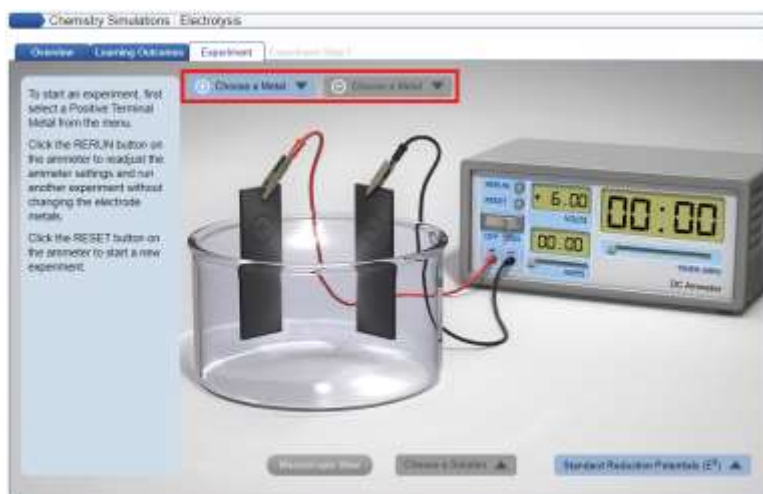 Chemistry Simulations Electrolysis
Overview Learning Outcomes Experiment
Choose a Metal Choose a Metal
To start an experiment, first
select a Positive Terminal
Metal from the menu.
Click the RERUN button on
the ammeter to readjust the
ammeter settings and run
another experiment without
changing the electrode
metals.
Click the RESET button on
the ammeter to start a new
experiment.
RERUN
RESET
+ 6.00
VOLTS
00:00
00.00
AMPS
DC Ammeter
Choose a Solution
Standard Reduction Potentials (E⁰)